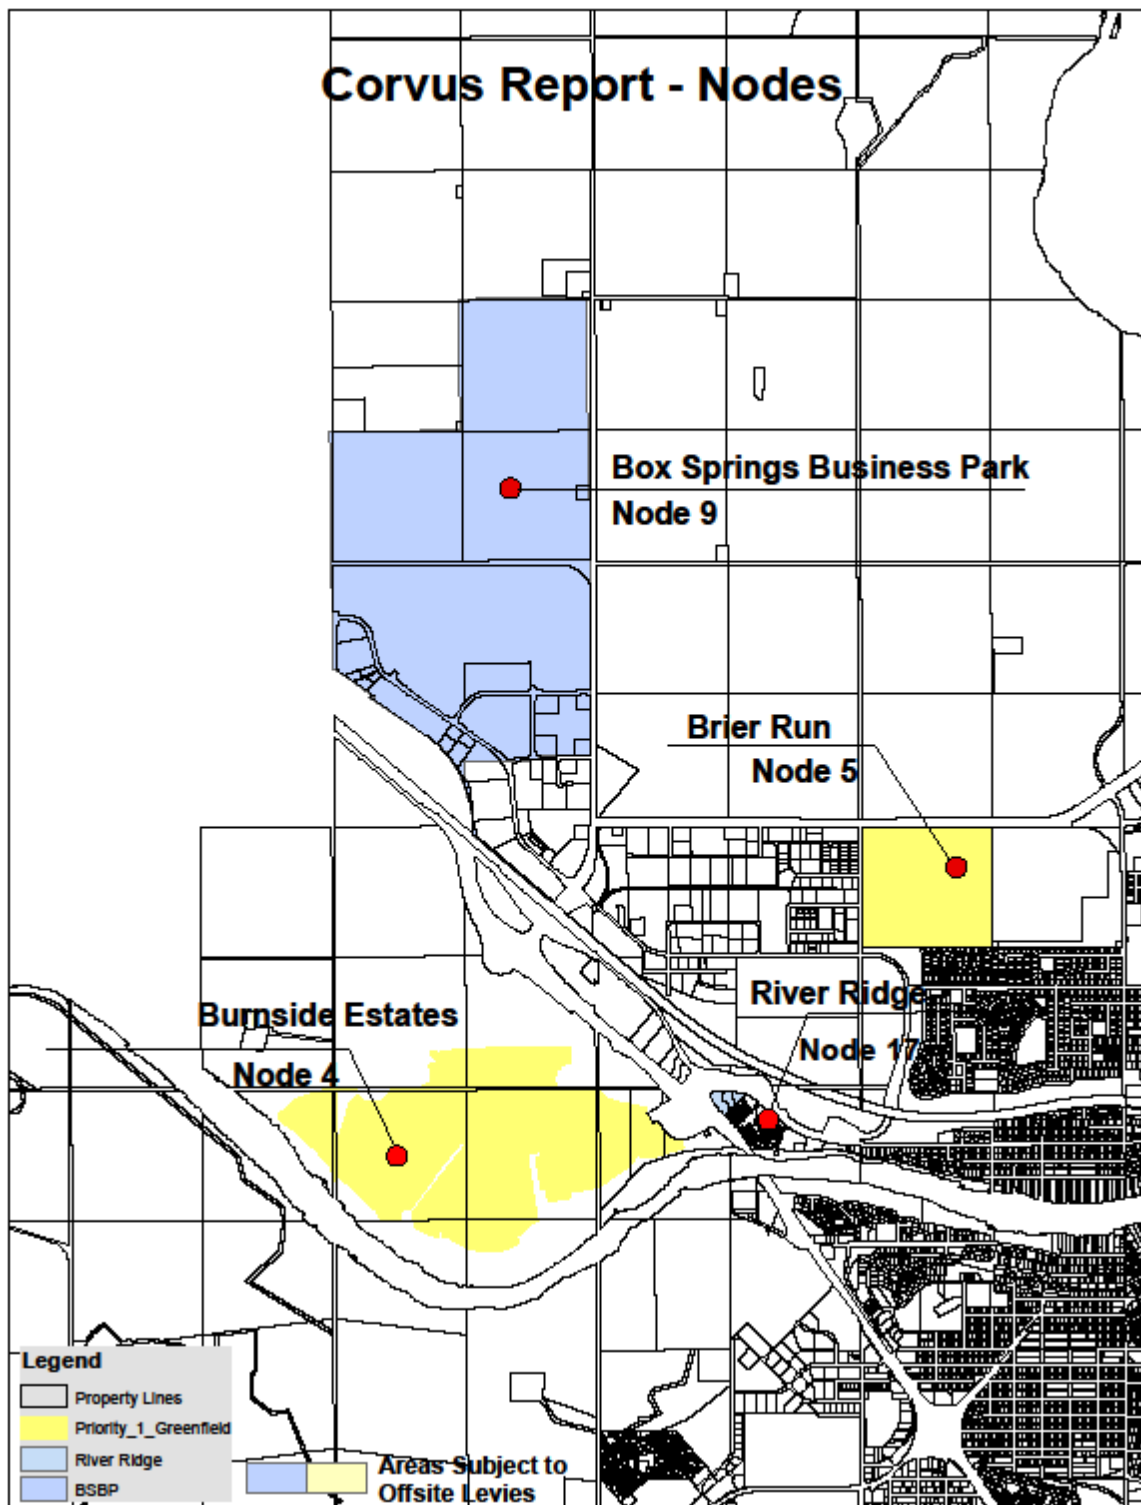 Corvus Report - Nodes
Box Springs Business Park
Node 9
Brier Run
Node 5
River Ridge
Node 17
Burnside Estates
Node 4
Legend
Property Lines
Priority_1_Greenfield
River Ridge
BSBP
Areas Subject to
Offsite Levies